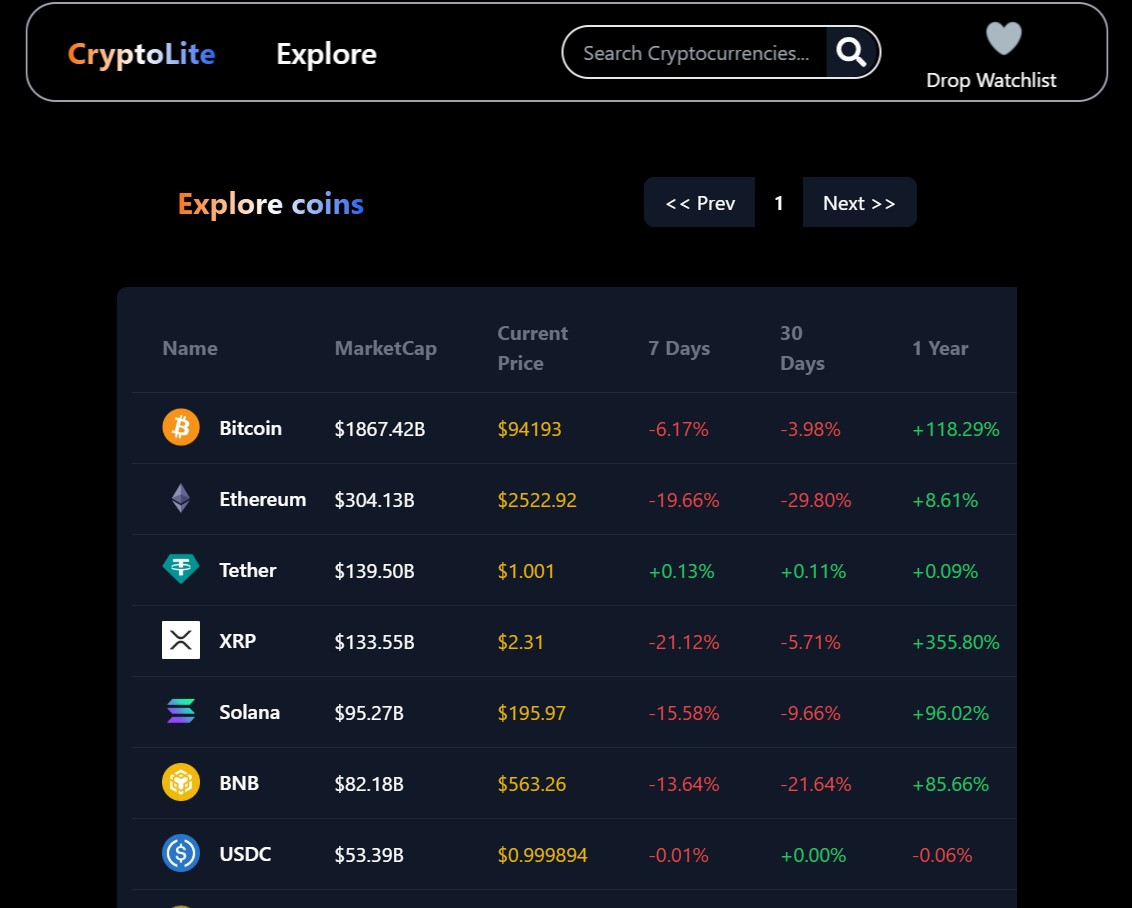 CryptoLite Explore Search Cryptocurrencies...
Drop Watchlist
Explore coins << Prev 1 Next >>
Name MarketCap Current Price 7 Days 30 Days 1 Year
Bitcoin $1867.42B $94193 -6.17% -3.98% +118.29%
Ethereum $304.13B $2522.92 -19.66% -29.80% +8.61%
Tether $139.50B $1.001 +0.13% +0.11% +0.09%
XRP $133.55B $2.31 -21.12% -5.71% +355.80%
Solana $95.27B $195.97 -15.58% -9.66% +96.02%
BNB $82.18B $563.26 -13.64% -21.64% +85.66%
USDC $53.39B $0.999894 -0.01% +0.00% -0.06%